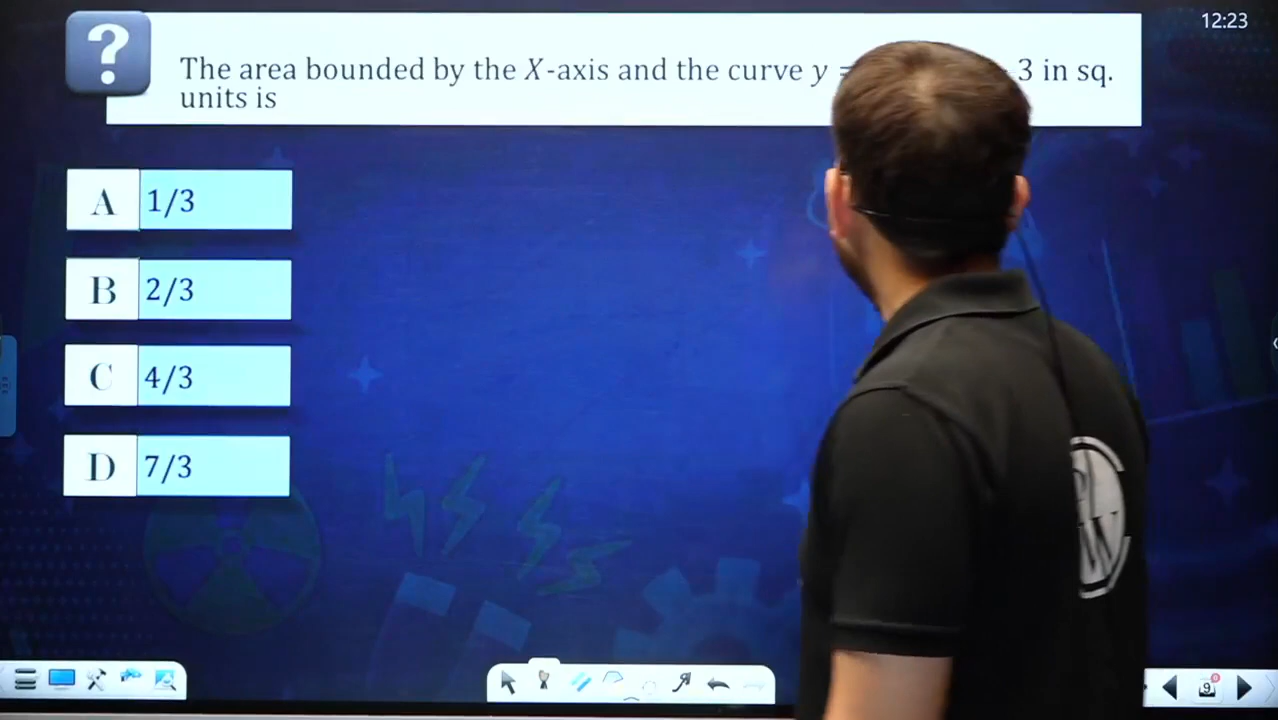 12:23
?
The area bounded by the X-axis and the curve y = 3 in sq.
units is
A 1/3
B 2/3
C 4/3
D 7/3